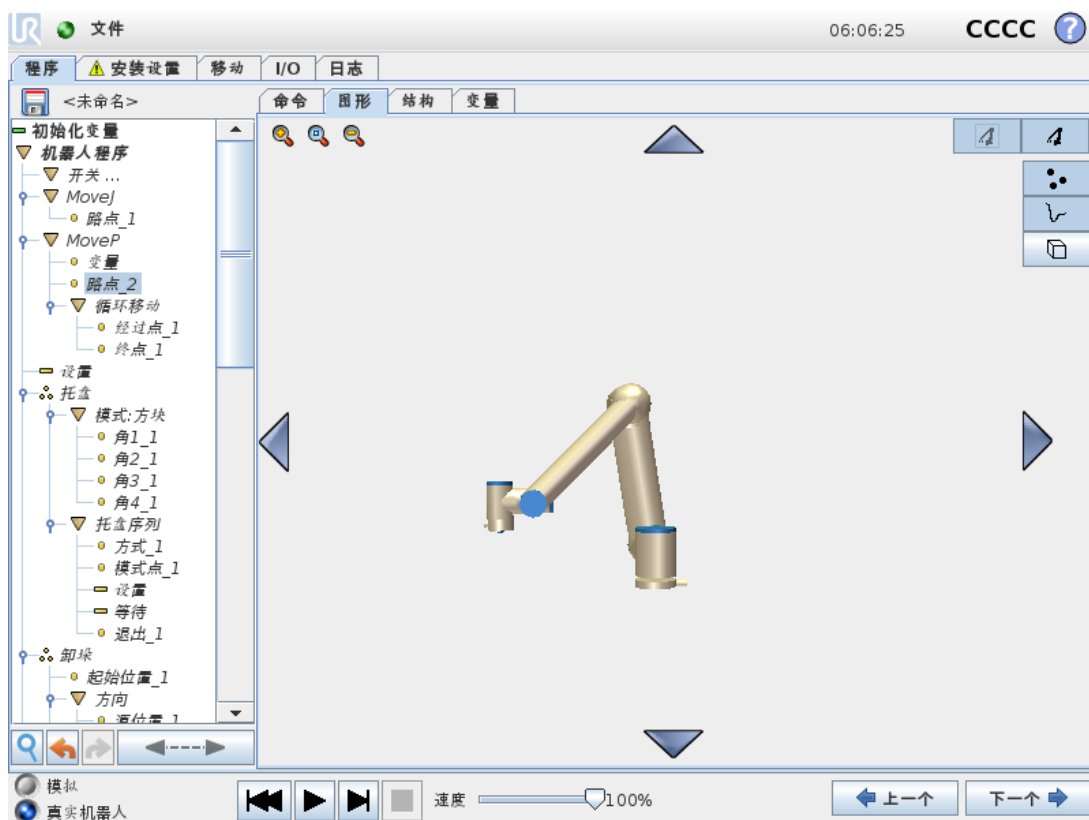 UR 文件 06:06:25 CCCC ?
程序 安装设置 移动 I/O 日志
<未命名> 命令 图形 结构 变量
初始化变量
机器人程序
开关 ...
MoveJ
路点_1
MoveP
变量
路点_2
循环移动
经过点_1
终点_1
设置
托盘
模式:方块
角1_1
角2_1
角3_1
角4_1
托盘序列
方式_1
模式点_1
设置
等待
退出_1
卸垛
起始位置_1
方向
源位置_1
模拟
真实机器人
速度 100% 上一个 下一个